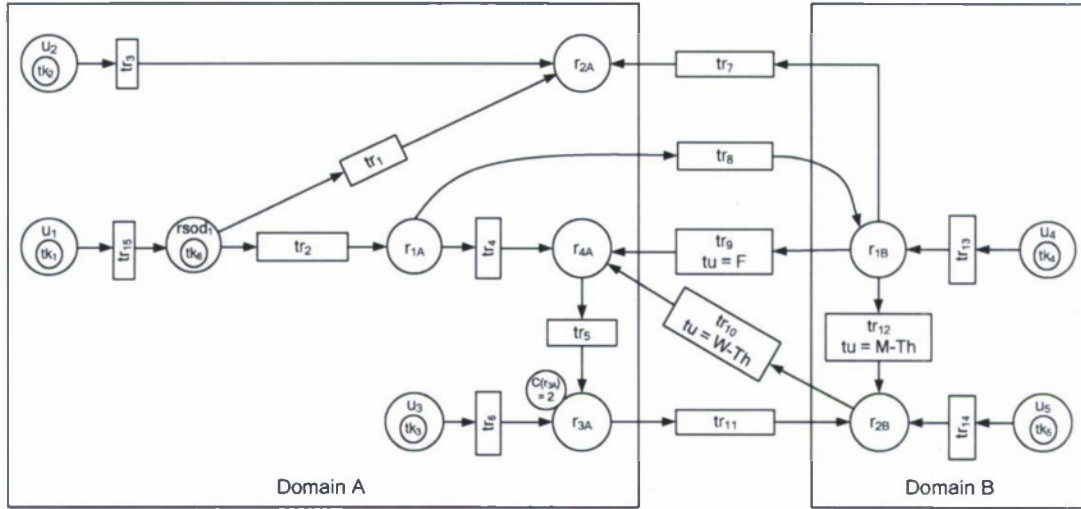 u₂
tk₂
tr₃
r₂A
tr₇
tr₁
tr₈
u₁
tk₁
tr₁₅
rsod₁
tk₆
tr₂
r₁A
tr₄
r₄A
tr₉
tu = F
r₁B
tr₁₃
u₄
tk₄
tr₁₀
tu = W-Th
tr₅
tr₁₂
tu = M-Th
C(r₃A)
= 2
u₃
tk₃
tr₆
r₃A
tr₁₁
r₂B
tr₁₄
u₅
tk₅
Domain A
Domain B